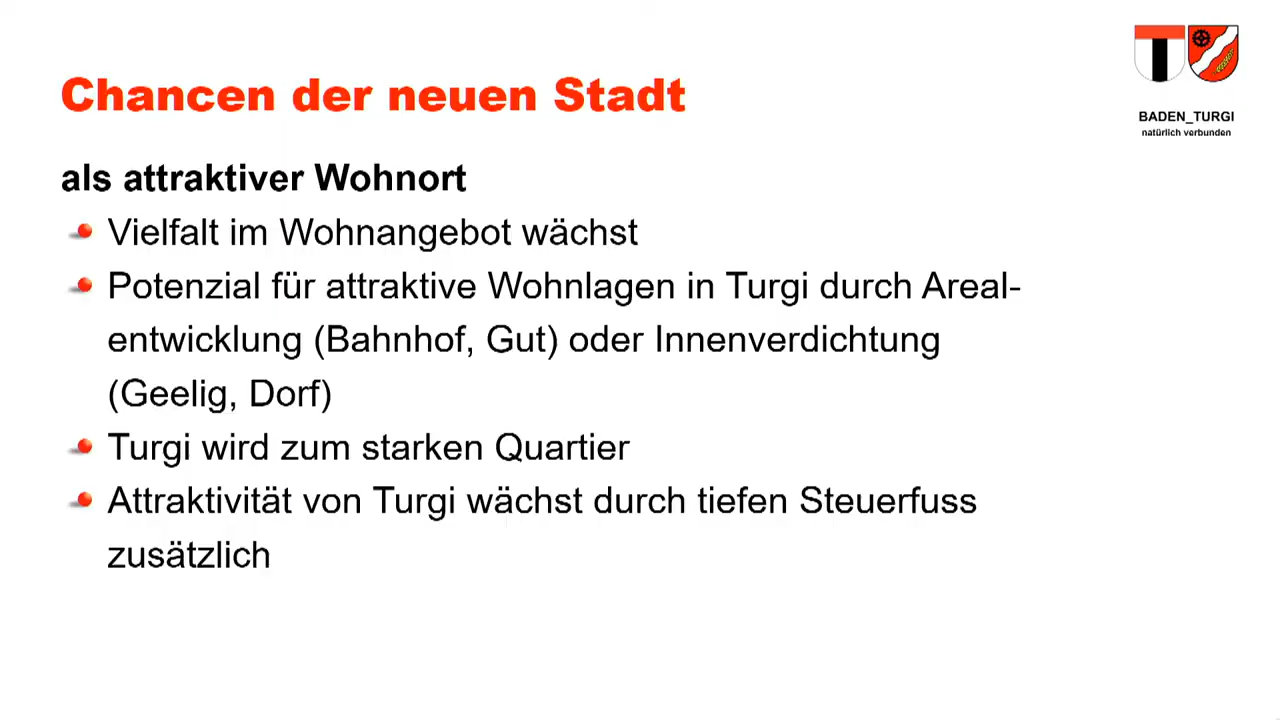 Chancen der neuen Stadt
BADEN_TURGI
natürlich verbunden
als attraktiver Wohnort
Vielfalt im Wohnangebot wächst
Potenzial für attraktive Wohnlagen in Turgi durch Areal-
entwicklung (Bahnhof, Gut) oder Innenverdichtung
(Geelig, Dorf)
Turgi wird zum starken Quartier
Attraktivität von Turgi wächst durch tiefen Steuerfuss
zusätzlich